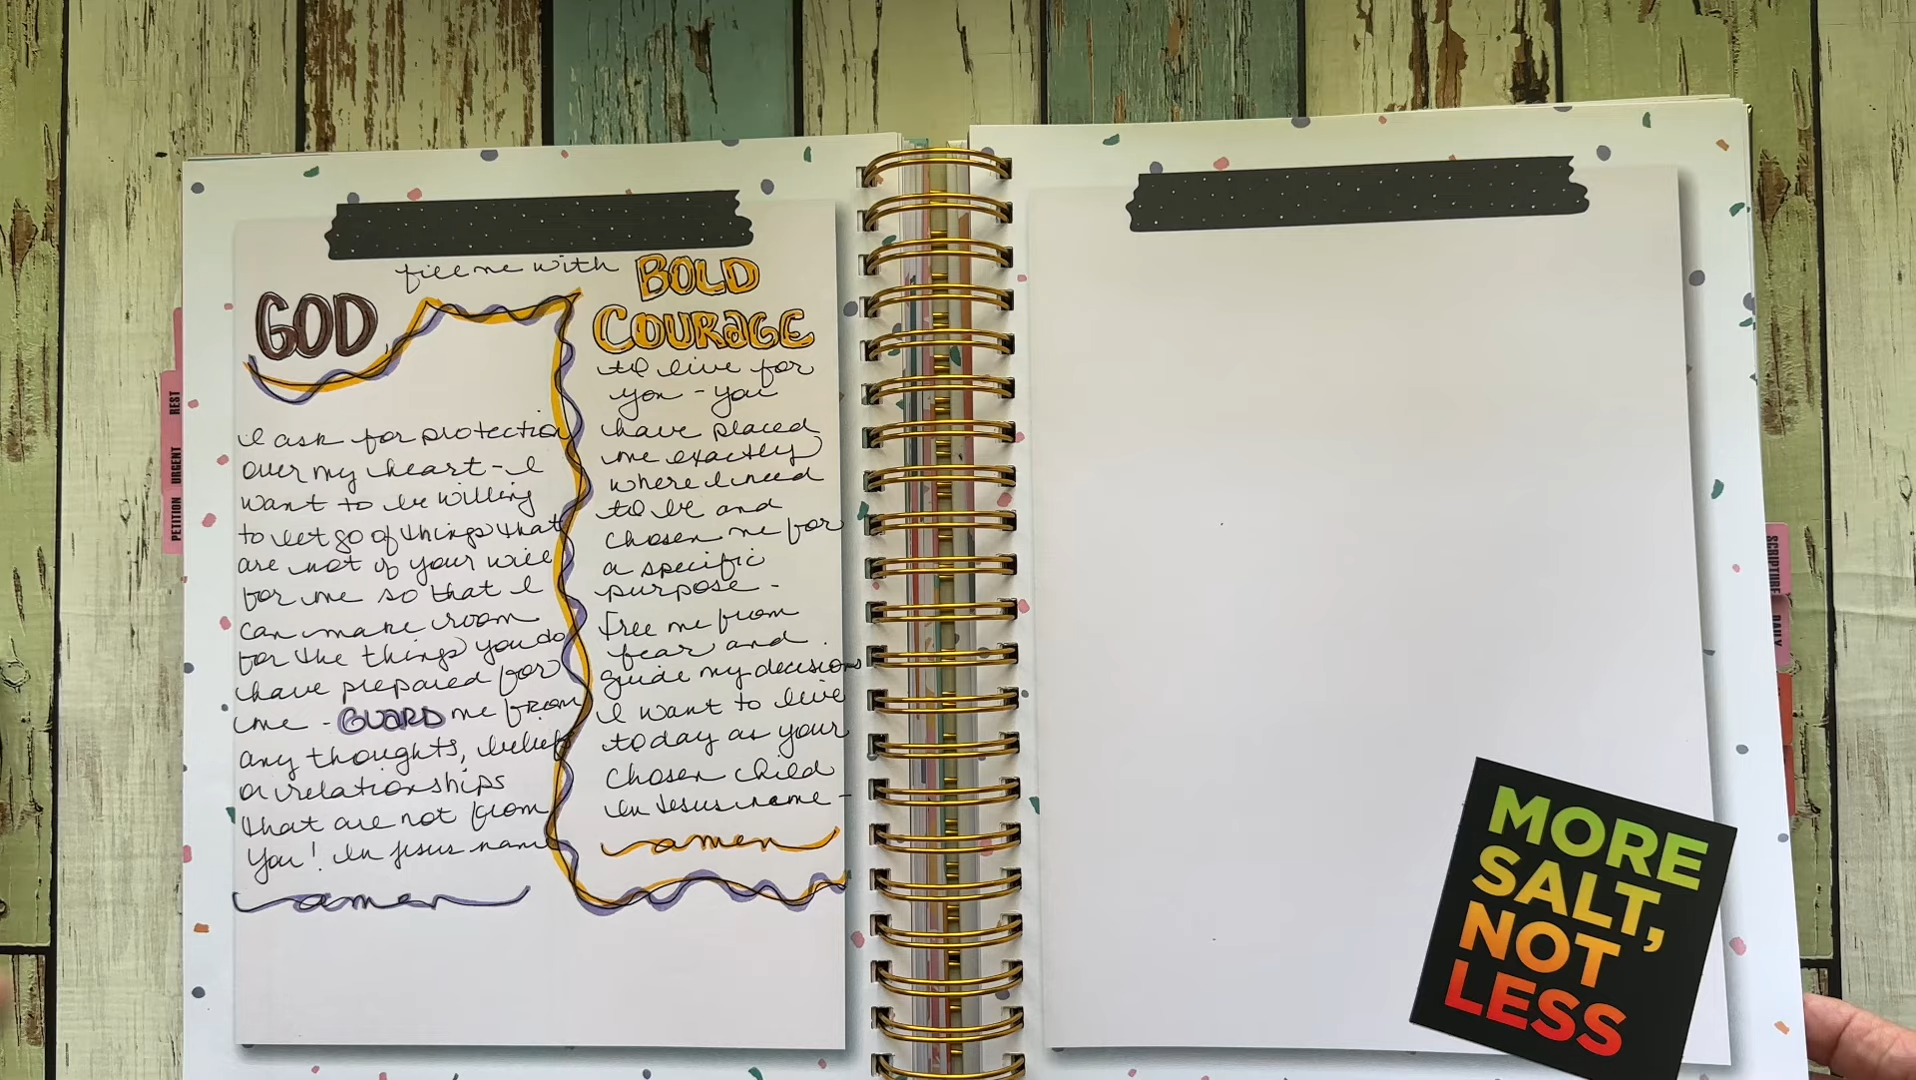 GOD
I ask for protection
over my heart - I
want to be willing
to let go of things that
are not of your will
for me so that I
can make room
for the things you do
have prepared for
me - GUARD me from
any thoughts, beliefs
or relationships
that are not from
You! In Jesus name
amen
fill me with BOLD
COURAGE
to live for
you - you
have placed
me exactly
where I need
to be and
chosen me for
a specific
purpose -
free me from
fear and
guide my decisions
I want to live
today as your
chosen child
In Jesus name -
amen
REST
URGENT
PETITION
SCRIPTURE
DAILY
MORE
SALT,
NOT
LESS